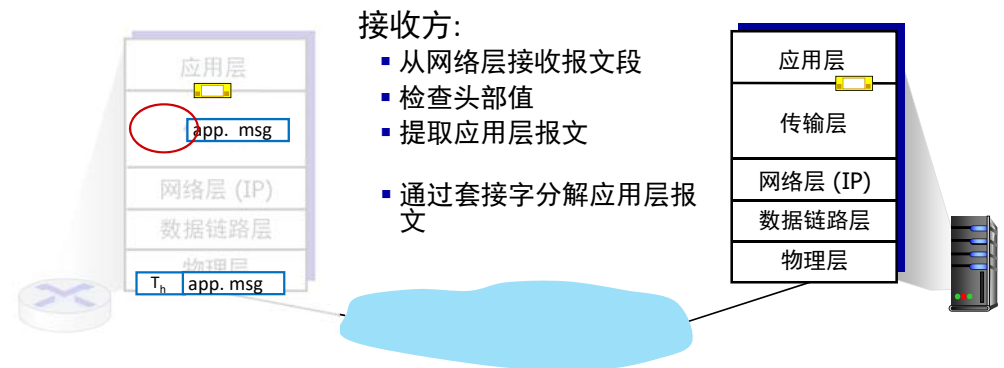 接收方:
从网络层接收报文段
检查头部值
提取应用层报文
通过套接字分解应用层报
文
应用层
app. msg
网络层 (IP)
数据链路层
物理层
Th app. msg
应用层
传输层
网络层 (IP)
数据链路层
物理层